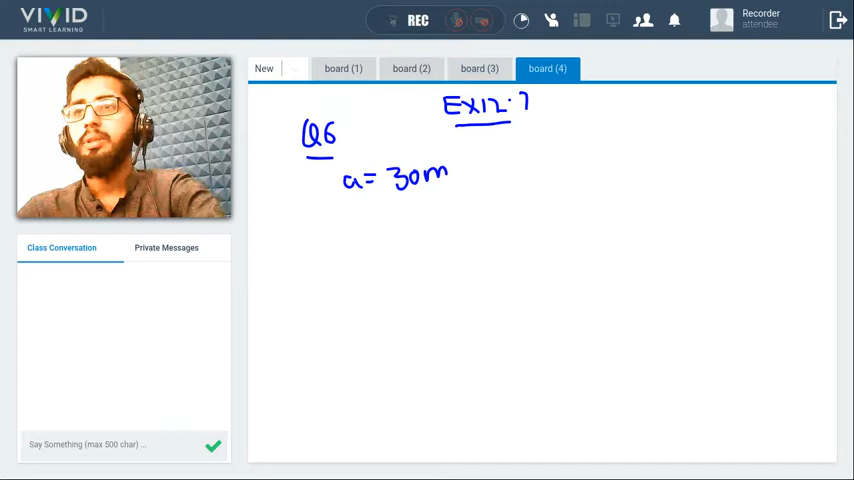 VIVID
SMART LEARNING
REC
Recorder
attendee
New
board (1)
board (2)
board (3)
board (4)
EX12.7
Q6
a= 30m
Class Conversation
Private Messages
Say Something (max 500 char) ...